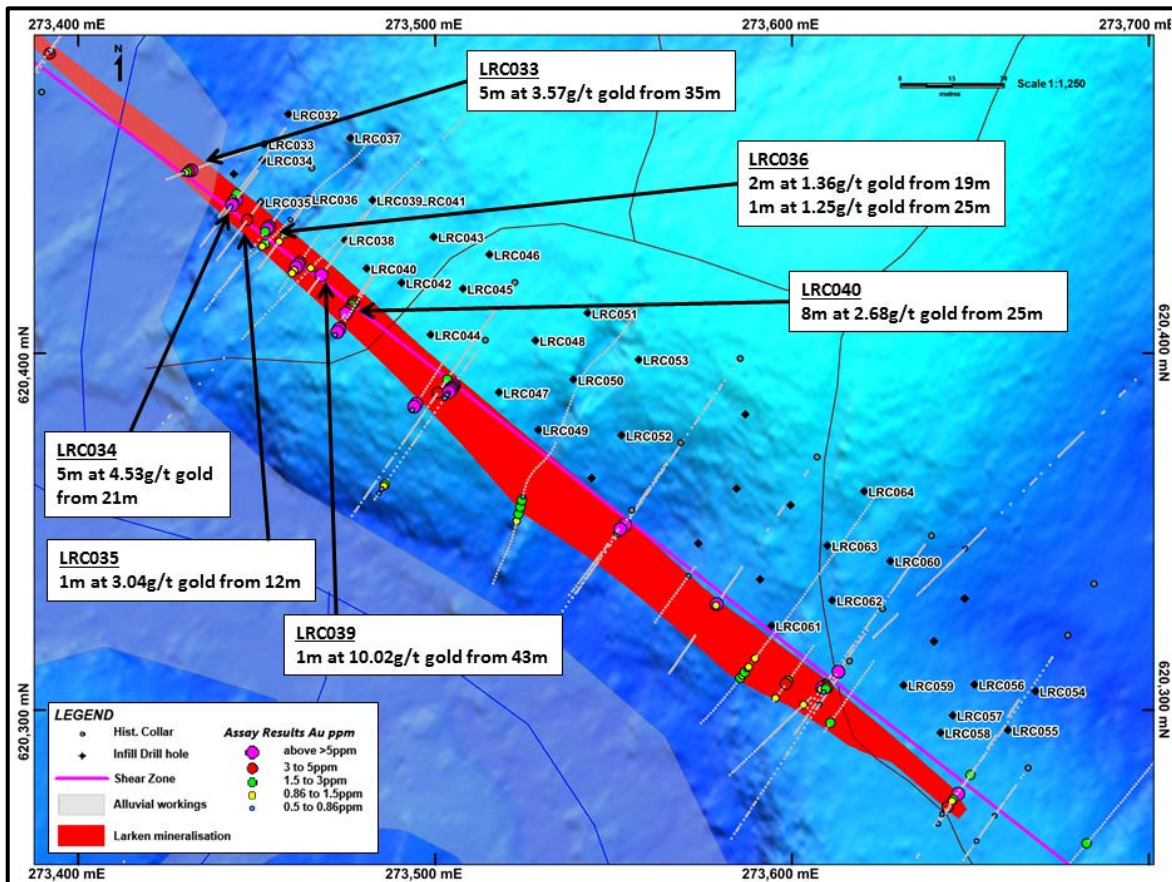 273,400 mE
273,500 mE
273,600 mE
273,700 mE
N
LRC033
5m at 3.57g/t gold from 35m
Scale 1:1,250
0 15 30
metres
LRC032
LRC037
LRC033
LRC034
LRC036
2m at 1.36g/t gold from 19m
1m at 1.25g/t gold from 25m
LRC035
LRC036
LRC039
LRC041
LRC038
LRC043
LRC046
LRC040
LRC042
LRC045
LRC040
8m at 2.68g/t gold from 25m
LRC051
LRC044
LRC048
LRC053
620,400 mN
620,400 mN
LRC050
LRC047
LRC049
LRC052
LRC034
5m at 4.53g/t gold
from 21m
LRC064
LRC035
1m at 3.04g/t gold from 12m
LRC063
LRC060
LRC062
LRC039
1m at 10.02g/t gold from 43m
LRC061
LRC059
LRC056
LRC054
LRC057
LRC058
LRC055
620,300 mN
620,300 mN
LEGEND
Hist. Collar
Infill Drill hole
Shear Zone
Alluvial workings
Larken mineralisation
Assay Results Au ppm
above >5ppm
3 to 5ppm
1.5 to 3ppm
0.86 to 1.5ppm
0.5 to 0.86ppm
273,400 mE
273,500 mE
273,600 mE